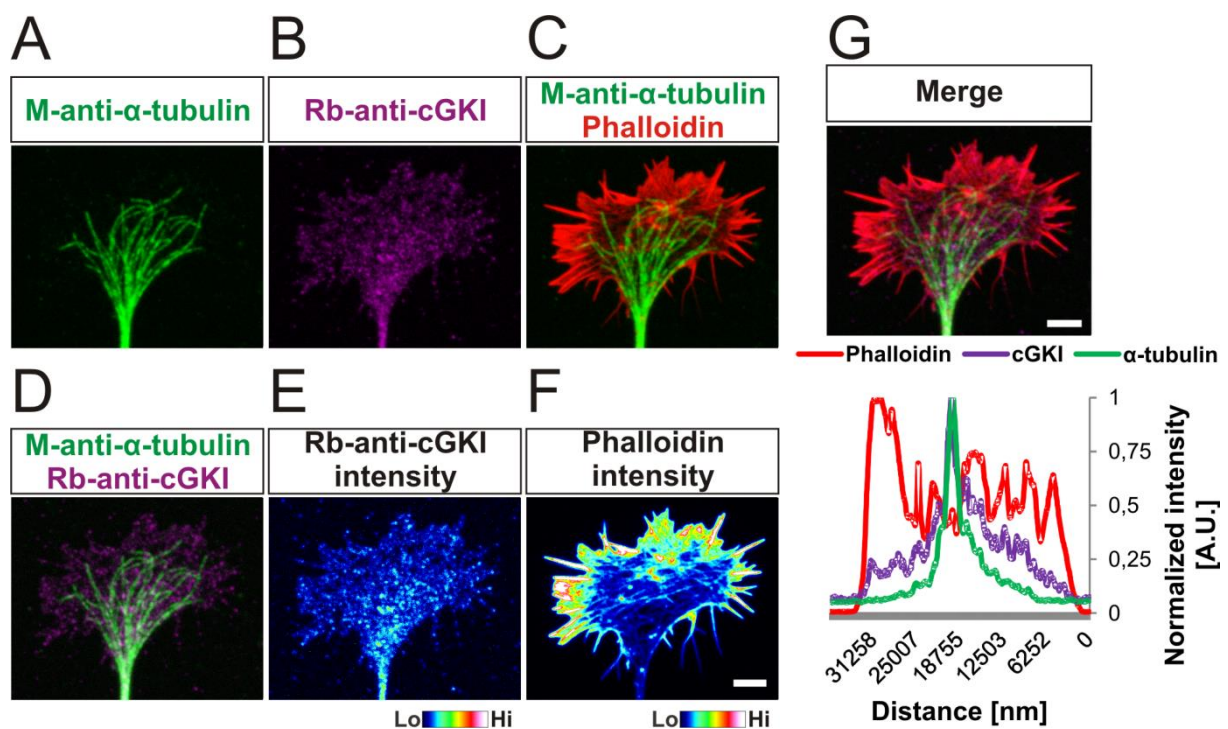 A
B
C
G
M-anti-α-tubulin
Rb-anti-cGKI
M-anti-α-tubulin
Phalloidin
Merge
Phalloidin
cGKI
α-tubulin
D
E
F
M-anti-α-tubulin
Rb-anti-cGKI
Rb-anti-cGKI
intensity
Phalloidin
intensity
Lo
Hi
Lo
Hi
1
0,75
0,5
0,25
0
Normalized intensity
[A.U.]
31258
25007
18755
12503
6252
0
Distance [nm]